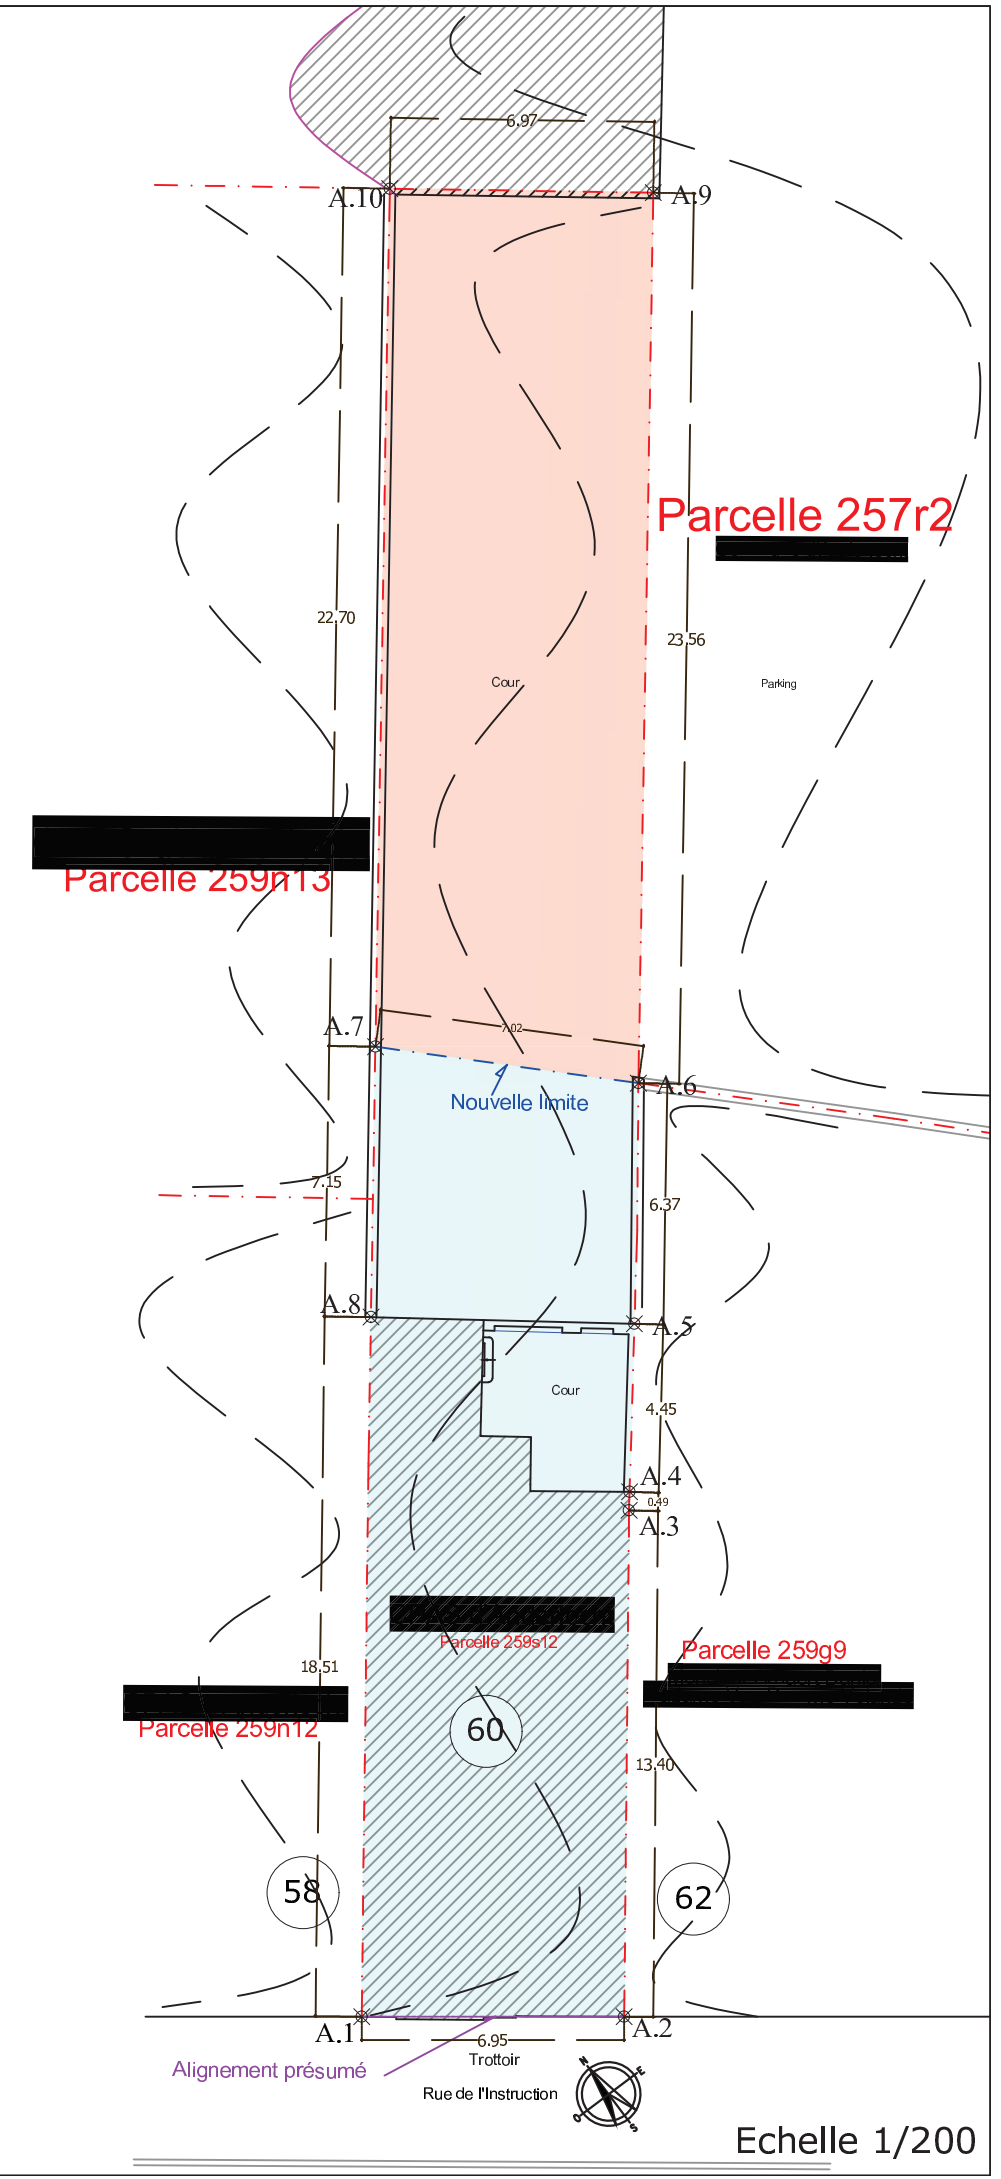 6.97
A.10
A.9
Parcelle 257r2
22.70
23.56
Cour
Parking
Parcelle 259n13
A.7
7.02
A.6
Nouvelle limite
7.15
6.37
A.8
A.5
Cour
4.45
A.4
0.49
A.3
Parcelle 259s12
Parcelle 259g9
18.51
Parcelle 259n12
60
13.40
58
62
A.1
A.2
6.95
Trottoir
Alignement présumé
Rue de l'Instruction
N
E
O
S
Echelle 1/200